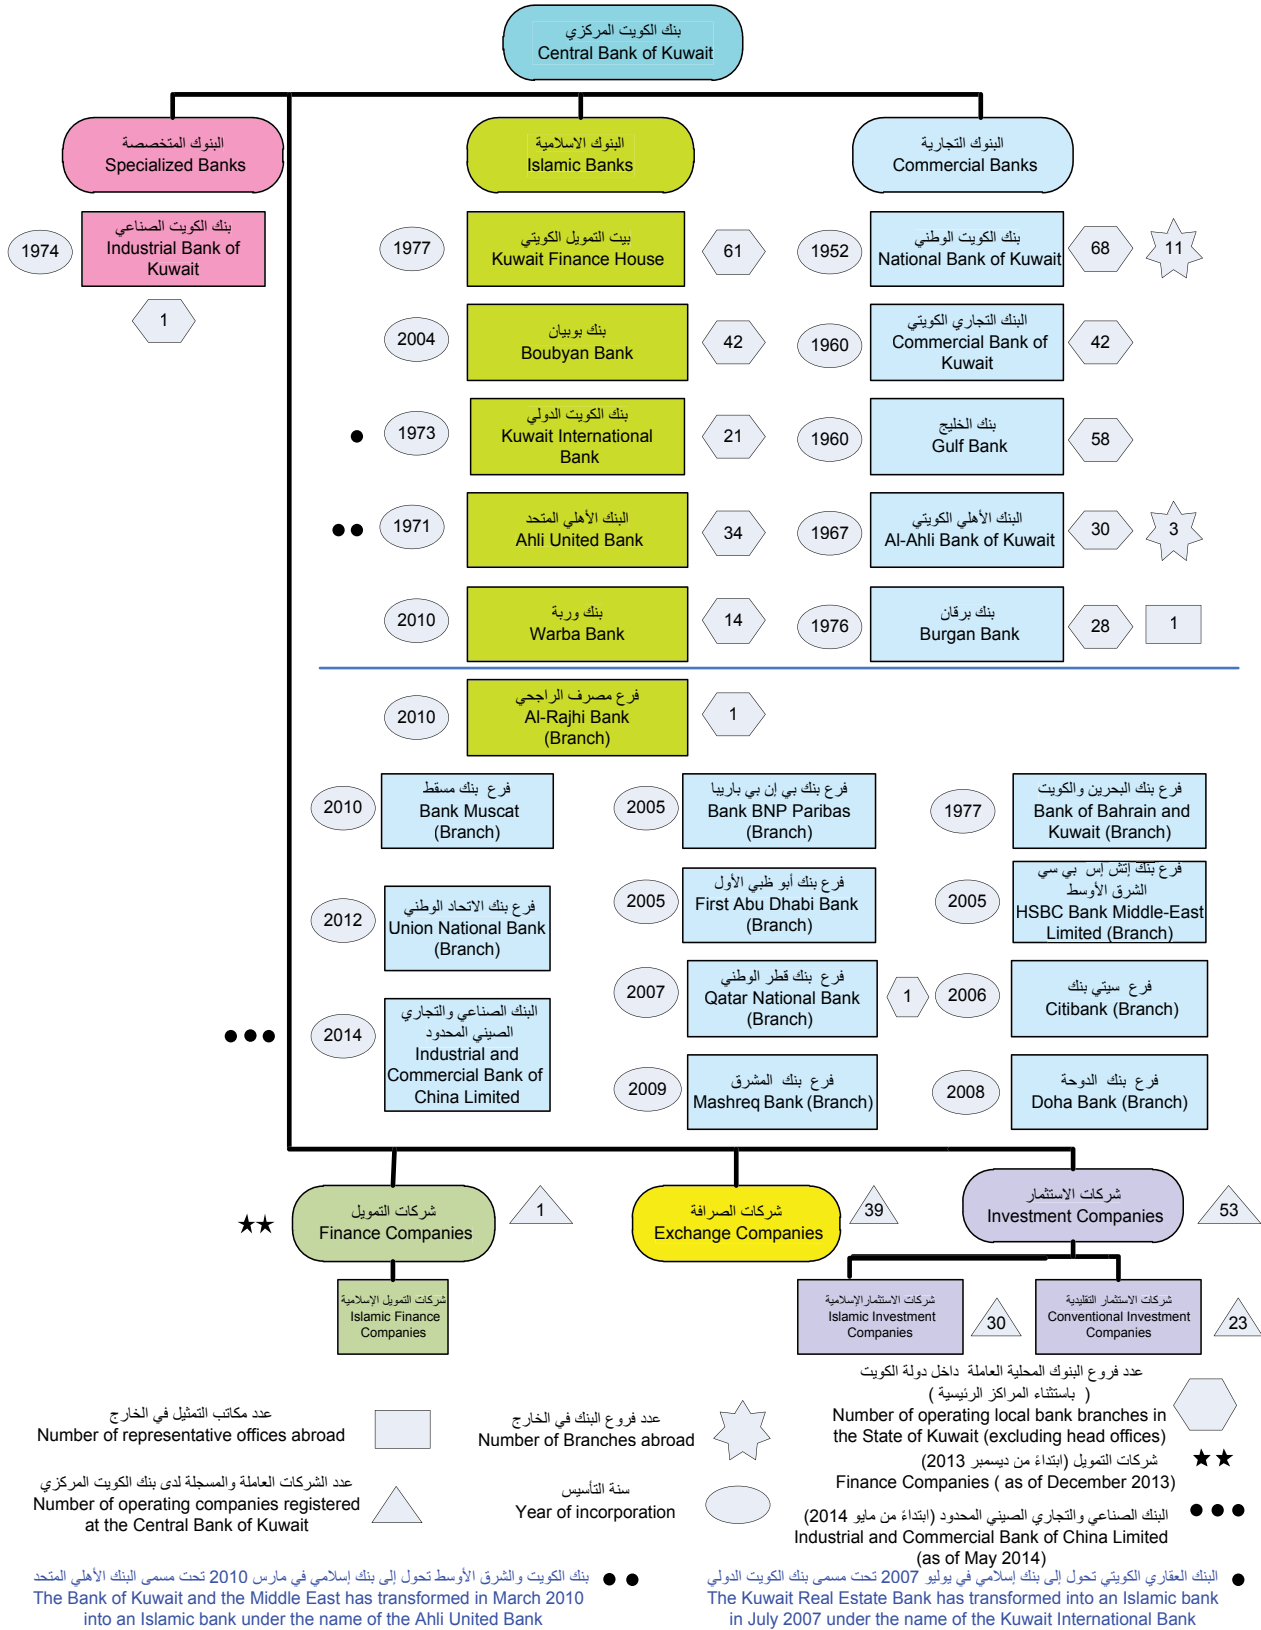 بنك الكويت المركزي
Central Bank of Kuwait
البنوك المتخصصة
Specialized Banks
البنوك الاسلامية
Islamic Banks
البنوك التجارية
Commercial Banks
1974
بنك الكويت الصناعي
Industrial Bank of
Kuwait
1
1977
بيت التمويل الكويتي
Kuwait Finance House
61
1952
بنك الكويت الوطني
National Bank of Kuwait
68
11
2004
بنك بوبيان
Boubyan Bank
42
1960
البنك التجاري الكويتي
Commercial Bank of
Kuwait
42
●
1973
بنك الكويت الدولي
Kuwait International
Bank
21
1960
بنك الخليج
Gulf Bank
58
●●
1971
البنك الأهلي المتحد
Ahli United Bank
34
1967
البنك الأهلي الكويتي
Al-Ahli Bank of Kuwait
30
3
2010
بنك وربة
Warba Bank
14
1976
بنك برقان
Burgan Bank
28
1
2010
فرع مصرف الراجحي
Al-Rajhi Bank
(Branch)
1
2010
فرع بنك مسقط
Bank Muscat
(Branch)
2005
فرع بنك بي إن بي باريبا
Bank BNP Paribas
(Branch)
1977
فرع بنك البحرين والكويت
Bank of Bahrain and
Kuwait (Branch)
2012
فرع بنك الاتحاد الوطني
Union National Bank
(Branch)
2005
فرع بنك أبو ظبي الأول
First Abu Dhabi Bank
(Branch)
2005
فرع بنك إتش إس بي سي
الشرق الأوسط
HSBC Bank Middle-East
Limited (Branch)
2007
فرع بنك قطر الوطني
Qatar National Bank
(Branch)
1
2006
فرع سيتي بنك
Citibank (Branch)
●●●
2014
البنك الصناعي والتجاري
الصيني المحدود
Industrial and
Commercial Bank of
China Limited
2009
فرع بنك المشرق
Mashreq Bank (Branch)
2008
فرع بنك الدوحة
Doha Bank (Branch)
★★
شركات التمويل
Finance Companies
1
شركات الصرافة
Exchange Companies
39
شركات الاستثمار
Investment Companies
53
شركات التمويل الإسلامية
Islamic Finance
Companies
شركات الاستثمارالإسلامية
Islamic Investment
Companies
30
شركات الاستثمار التقليدية
Conventional Investment
Companies
23
عدد فروع البنوك المحلية العاملة داخل دولة الكويت
( باستثناء المراكز الرئيسية )
Number of operating local bank branches in
the State of Kuwait (excluding head offices)
عدد فروع البنك في الخارج
Number of Branches abroad
عدد مكاتب التمثيل في الخارج
Number of representative offices abroad
شركات التمويل (ابتداءً من ديسمبر 2013) ★★
Finance Companies ( as of December 2013)
سنة التأسيس
Year of incorporation
عدد الشركات العاملة والمسجلة لدى بنك الكويت المركزي
Number of operating companies registered
at the Central Bank of Kuwait
البنك الصناعي والتجاري الصيني المحدود (ابتداءً من مايو 2014) ●●●
Industrial and Commercial Bank of China Limited
(as of May 2014)
● البنك العقاري الكويتي تحول إلى بنك إسلامي في يوليو 2007 تحت مسمى بنك الكويت الدولي
The Kuwait Real Estate Bank has transformed into an Islamic bank
in July 2007 under the name of the Kuwait International Bank
●● بنك الكويت والشرق الأوسط تحول إلى بنك إسلامي في مارس 2010 تحت مسمى البنك الأهلي المتحد
The Bank of Kuwait and the Middle East has transformed in March 2010
into an Islamic bank under the name of the Ahli United Bank